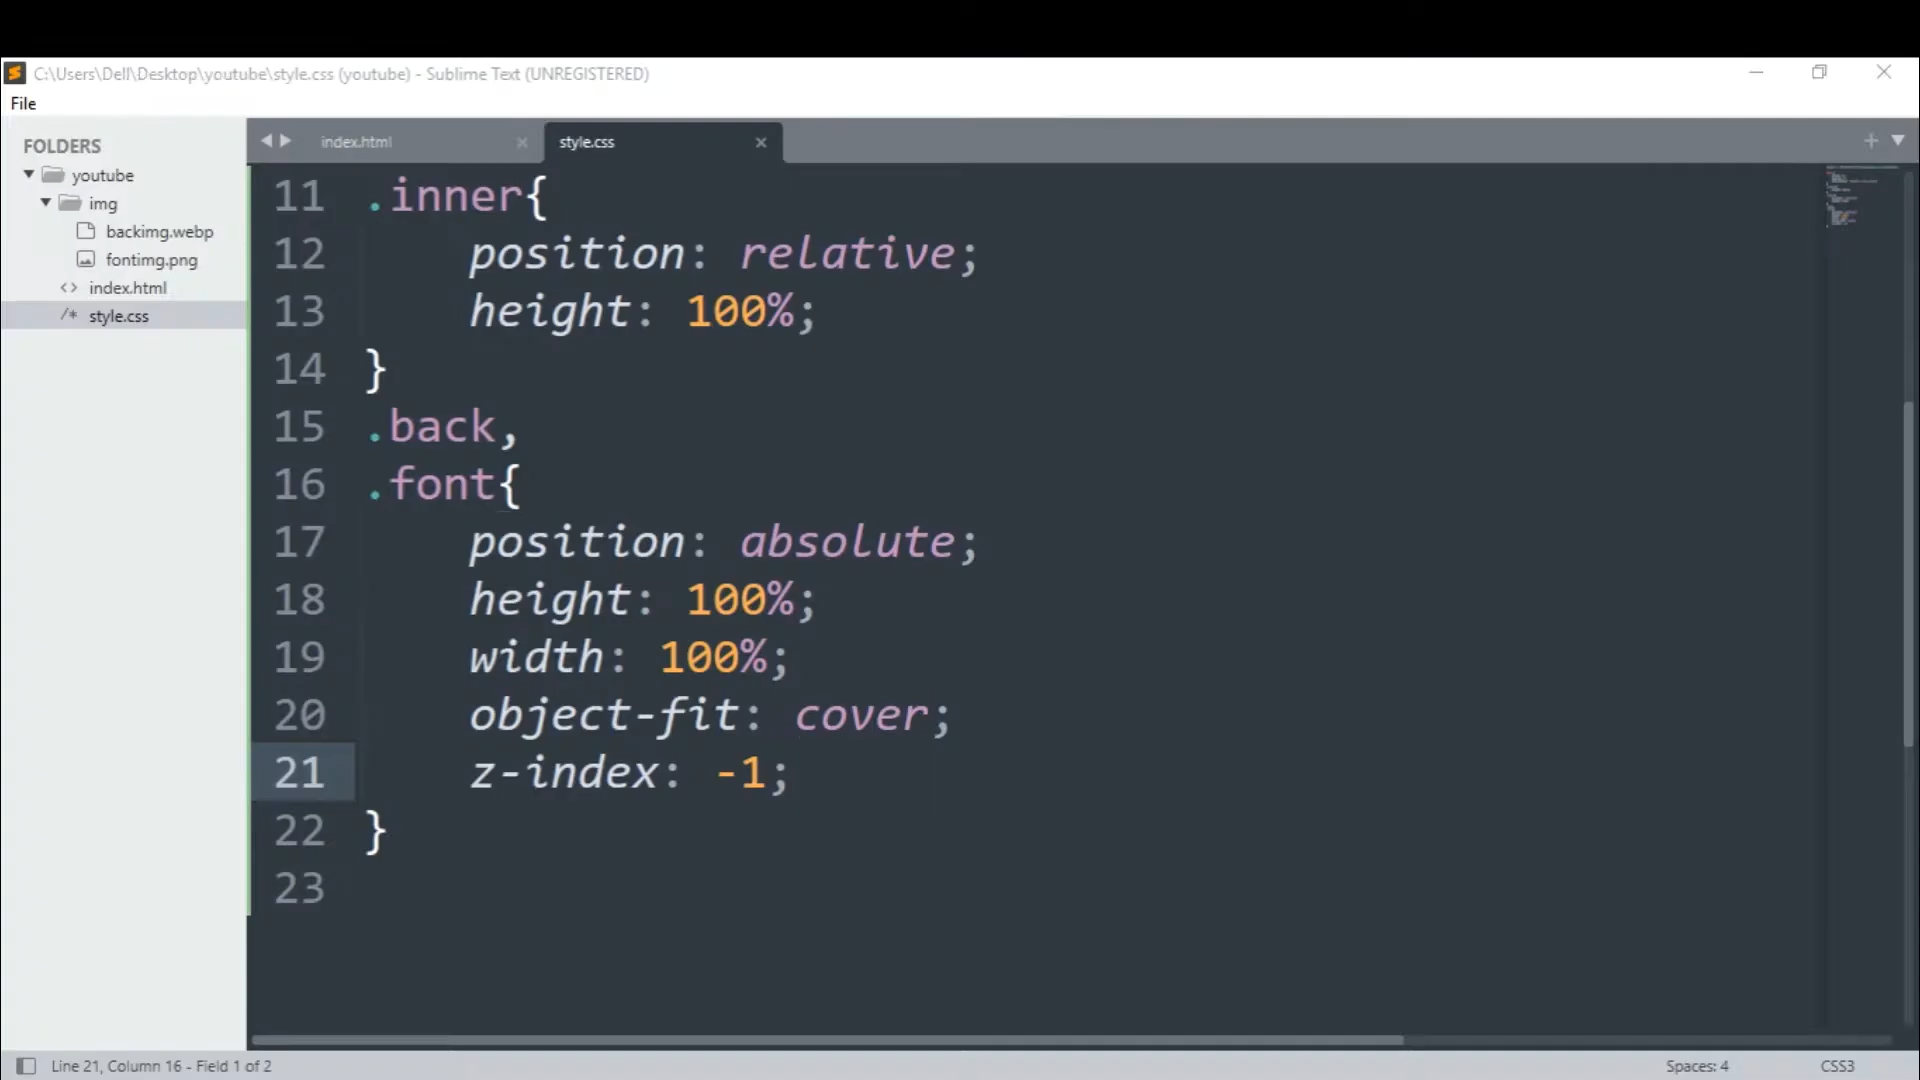 C:\Users\Dell\Desktop\youtube\style.css (youtube) - Sublime Text (UNREGISTERED)
File
FOLDERS
youtube
img
backimg.webp
fontimg.png
<> index.html
/* style.css
index.html
style.css
11 .inner{
12 position: relative;
13 height: 100%;
14 }
15 .back,
16 .font{
17 position: absolute;
18 height: 100%;
19 width: 100%;
20 object-fit: cover;
21 z-index: -1;
22 }
23
Line 21, Column 16 - Field 1 of 2
Spaces: 4
CSS3